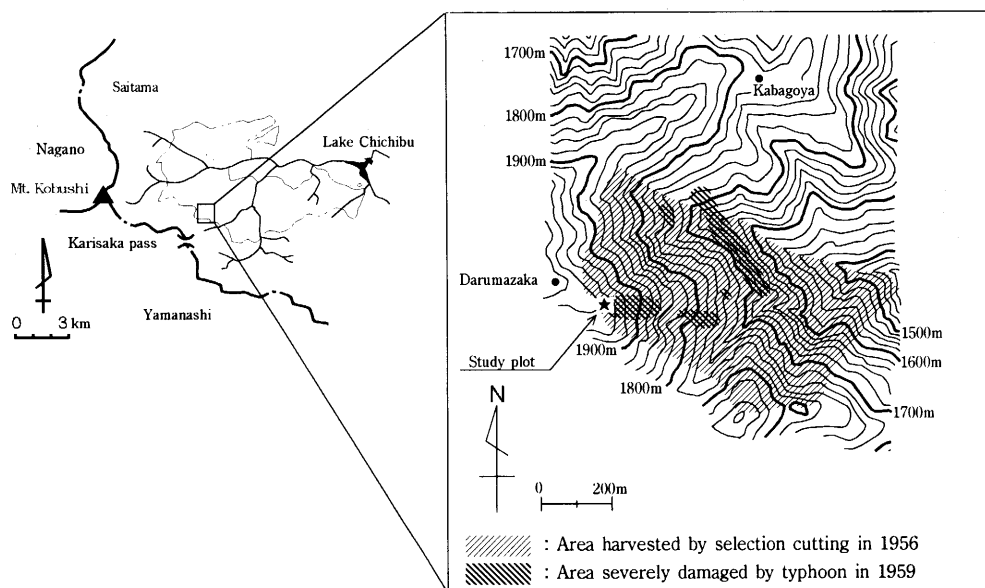 Saitama
Nagano
Mt. Kobushi
Lake Chichibu
Karisaka pass
Yamanashi
0 3 km
1700m
Kabagoya
1800m
1900m
Darumazaka
Study plot
1900m
1800m
1500m
1600m
1700m
N
0 200m
: Area harvested by selection cutting in 1956
: Area severely damaged by typhoon in 1959